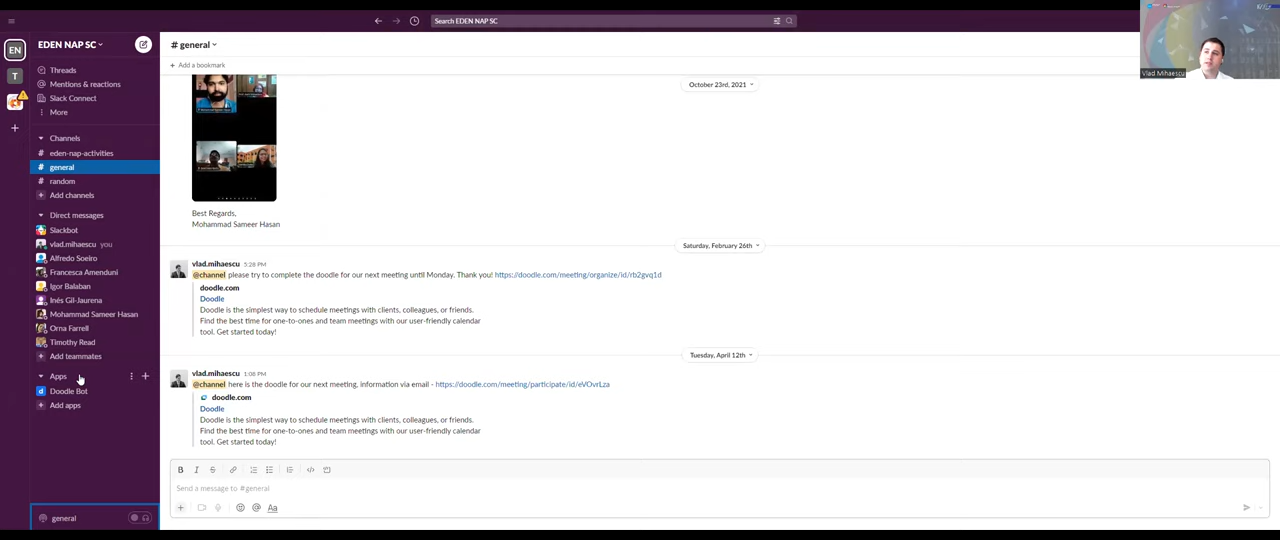 Search EDEN NAP SC
EN
T
EDEN NAP SC
Threads
Mentions & reactions
Slack Connect
More
Channels
# eden-nap-activities
# general
# random
Add channels
Direct messages
Slackbot
vlad.mihaescu you
Alfredo Soeiro
Francesca Amenduni
Igor Balaban
Inés Gil-Jaurena
Mohammad Sameer Hasan
Orna Farrell
Timothy Read
Add teammates
Apps
Doodle Bot
Add apps
general
# general
+ Add a bookmark
October 23rd, 2021
Best Regards,
Mohammad Sameer Hasan
Saturday, February 26th
vlad.mihaescu 5:28 PM
@channel please try to complete the doodle for our next meeting until Monday. Thank you! https://doodle.com/meeting/organize/id/rb2gvq1d
doodle.com
Doodle
Doodle is the simplest way to schedule meetings with clients, colleagues, or friends.
Find the best time for one-to-ones and team meetings with our user-friendly calendar
tool. Get started today!
Tuesday, April 12th
vlad.mihaescu 1:08 PM
@channel here is the doodle for our next meeting, information via email - https://doodle.com/meeting/participate/id/eVOvrLza
doodle.com
Doodle
Doodle is the simplest way to schedule meetings with clients, colleagues, or friends.
Find the best time for one-to-ones and team meetings with our user-friendly calendar
tool. Get started today!
B I S
Send a message to #general
Aa
Vlad Mihaescu